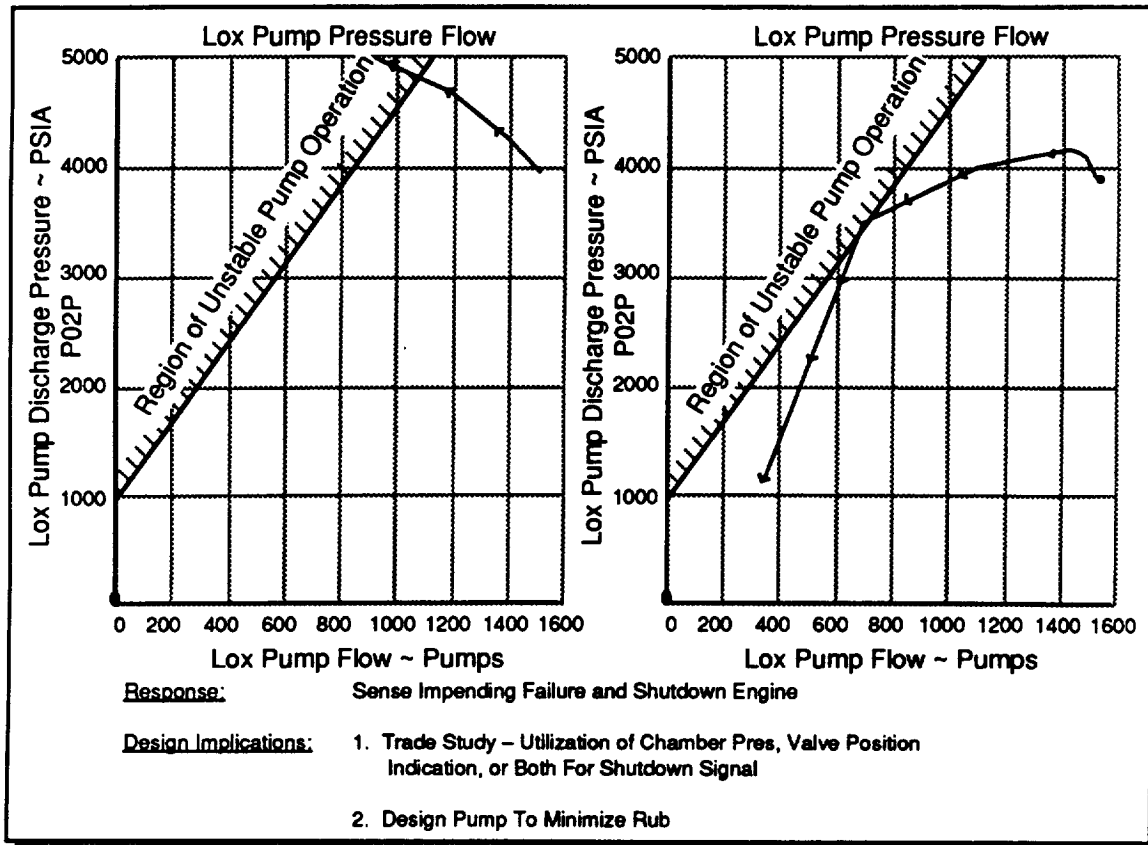 Lox Pump Pressure Flow
5000
4000
3000
2000
1000
Lox Pump Discharge Pressure ~ PSIA
P02P
Region of Unstable Pump Operation
0 200 400 600 800 1000 1200 1400 1600
Lox Pump Flow ~ Pumps
Lox Pump Pressure Flow
5000
4000
3000
2000
1000
Lox Pump Discharge Pressure ~ PSIA
P02P
Region of Unstable Pump Operation
0 200 400 600 800 1000 1200 1400 1600
Lox Pump Flow ~ Pumps
Response: Sense Impending Failure and Shutdown Engine
Design Implications: 1. Trade Study – Utilization of Chamber Pres, Valve Position
Indication, or Both For Shutdown Signal
2. Design Pump To Minimize Rub